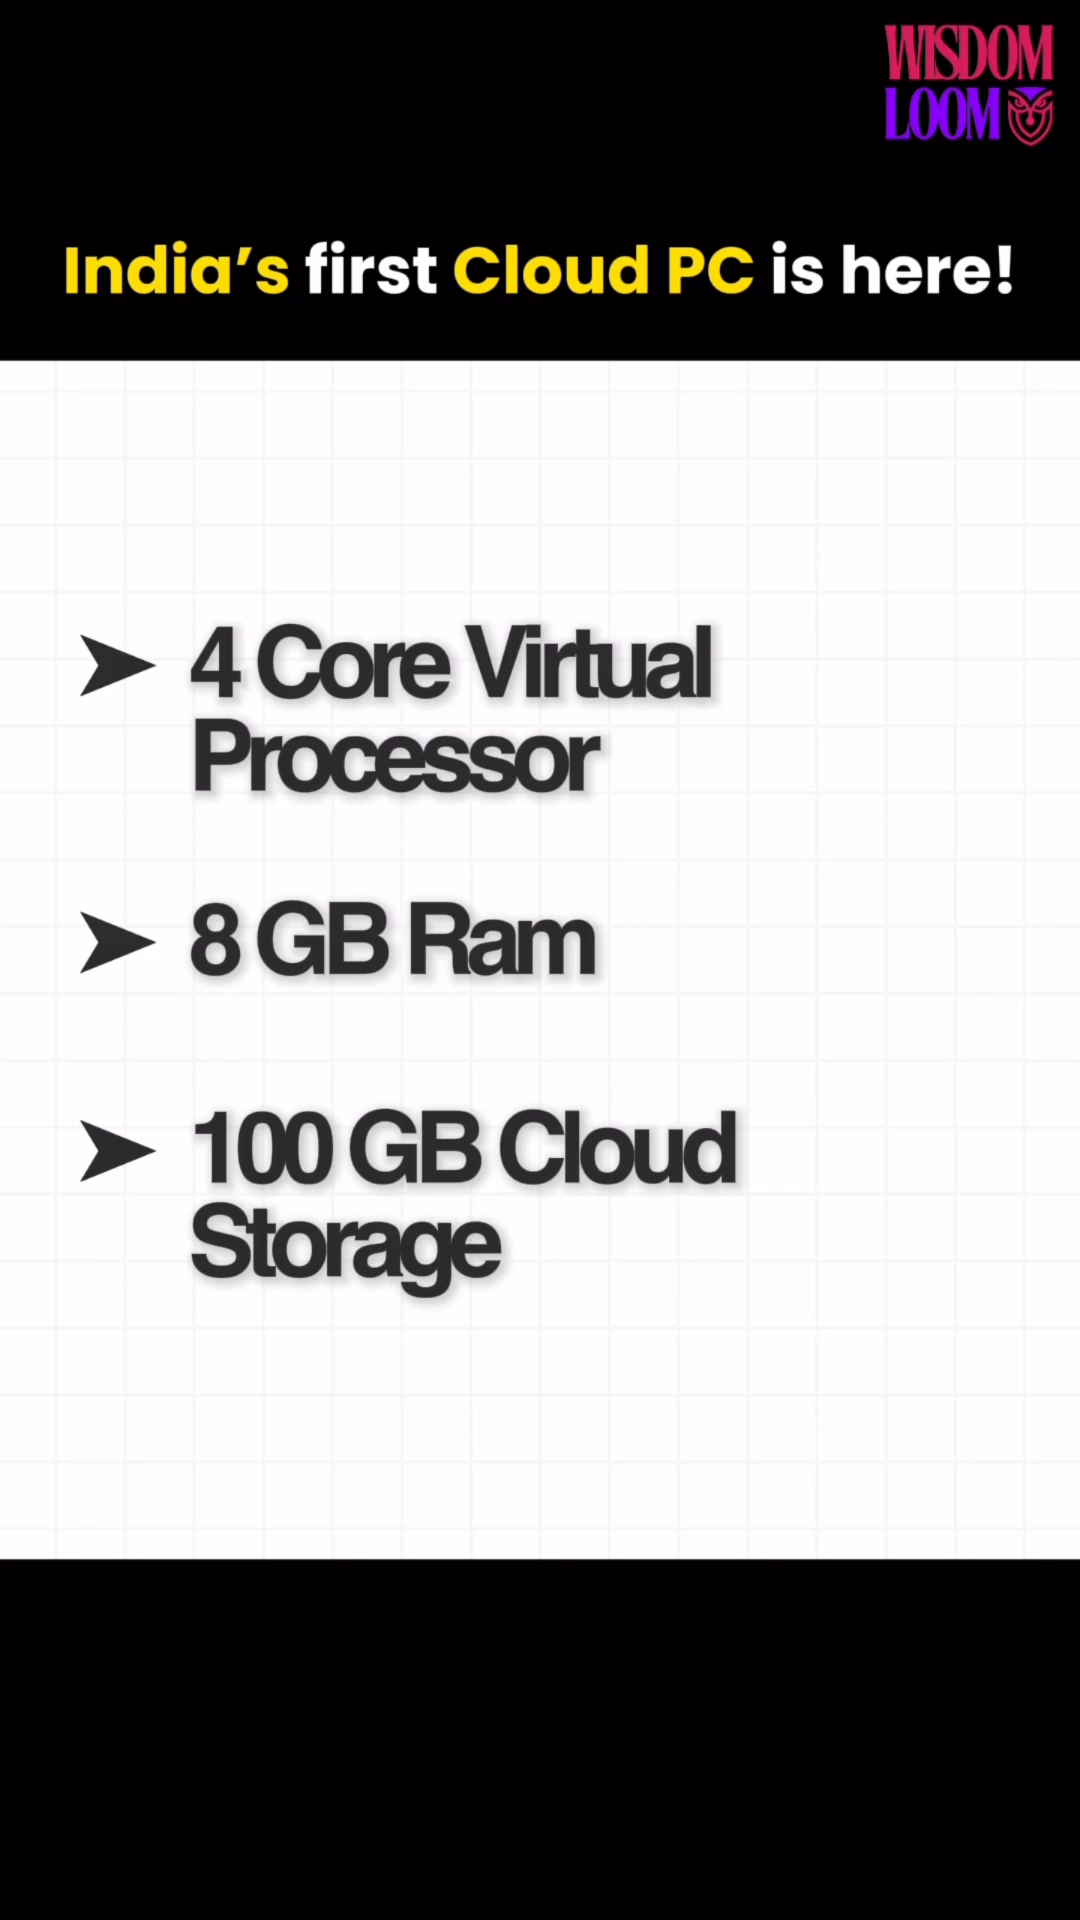 WISDOM
LOOM
India's first Cloud PC is here!
➤ 4 Core Virtual
Processor
➤ 8 GB Ram
➤ 100 GB Cloud
Storage